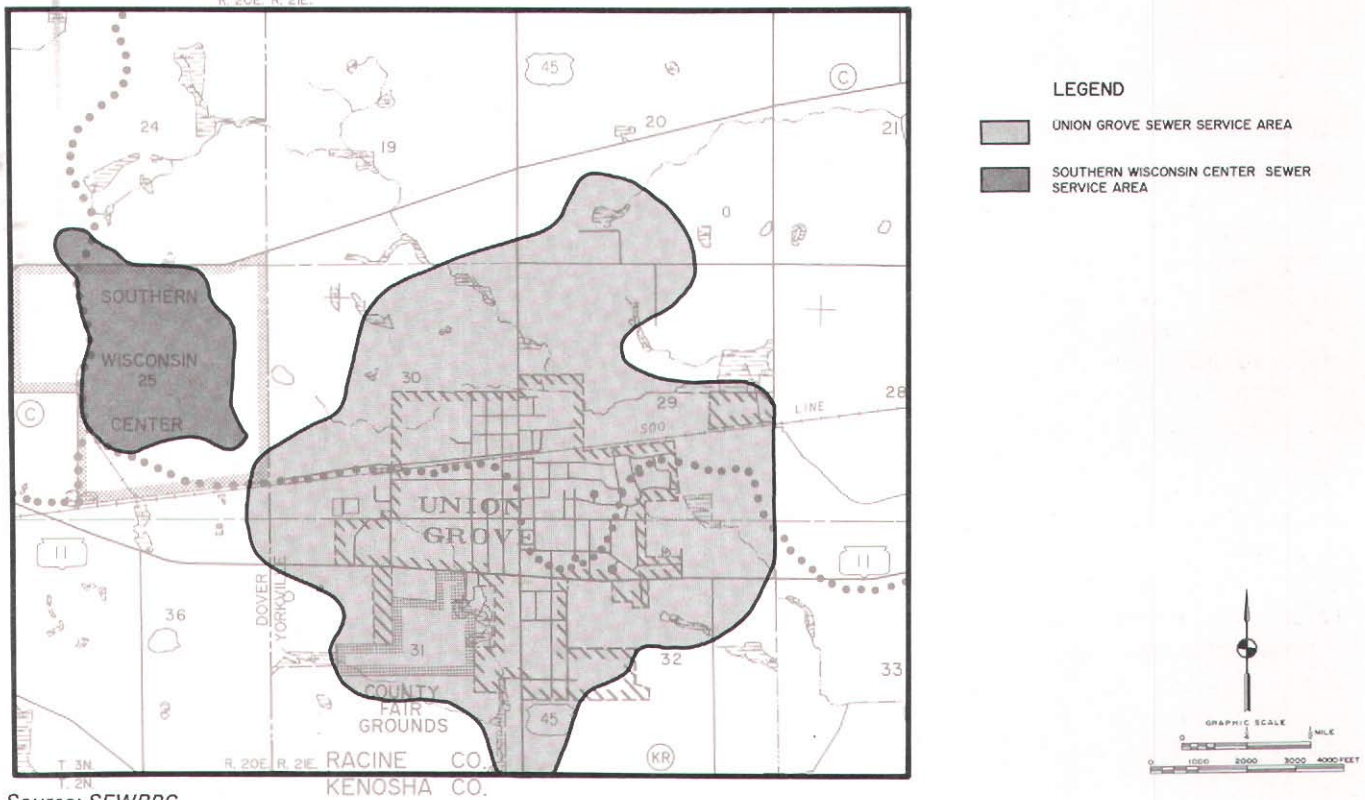 R. 20E. R. 21E.
45
C
24
20
21
19
SOUTHERN
WISCONSIN
25
CENTER
C
30
29
28
SOO
LINE
UNION
GROVE
11
11
DOVER
YORKVILLE
36
31
32
33
COUNTY
FAIR
GROUNDS
45
KR
R. 20E. R. 21E.
RACINE CO.
KENOSHA CO.
T. 3N.
T. 2N.
Source: SEWRPC
LEGEND
UNION GROVE SEWER SERVICE AREA
SOUTHERN WISCONSIN CENTER SEWER
SERVICE AREA
GRAPHIC SCALE
0
MILE
0 1000 2000 3000 4000 FEET